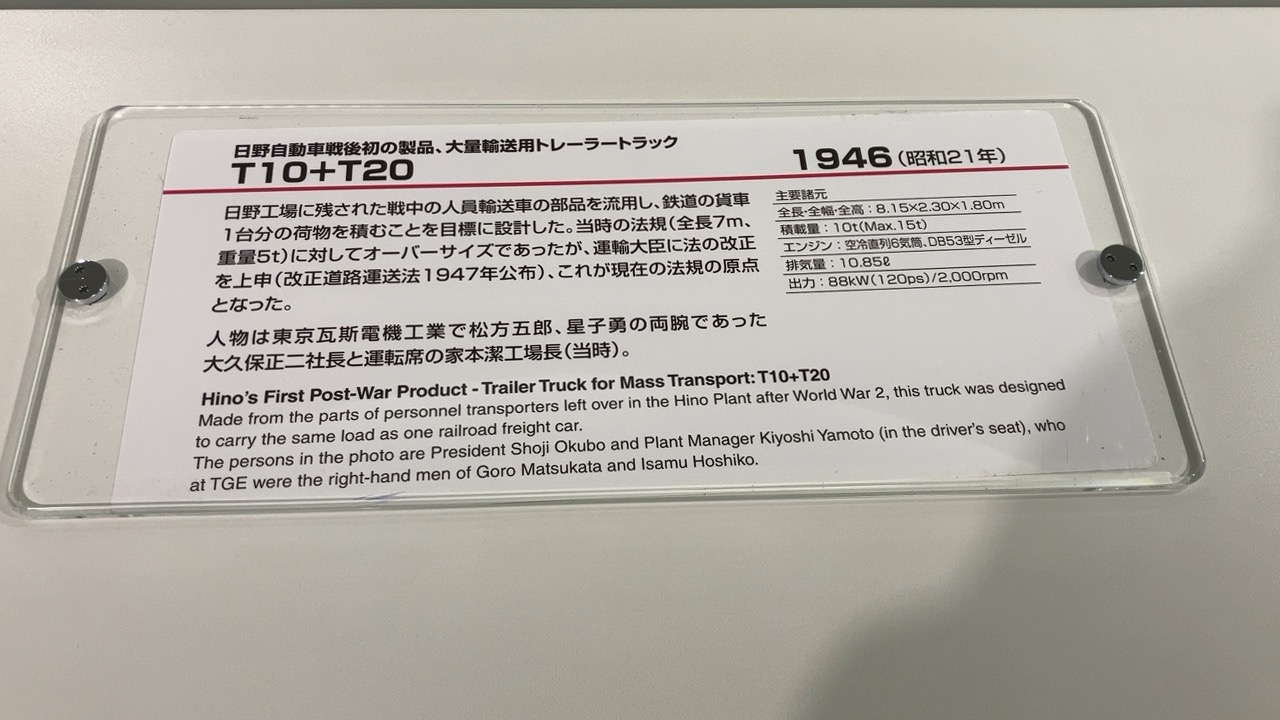 日野自動車戦後初の製品、大量輸送用トレーラートラック
T10+T20
1946(昭和21年)
日野工場に残された戦中の人員輸送車の部品を流用し、鉄道の貨車
1台分の荷物を積むことを目標に設計した。当時の法規(全長7m、
重量5t)に対してオーバーサイズであったが、運輸大臣に法の改正
を上申(改正道路運送法1947年公布)、これが現在の法規の原点
となった。
人物は東京瓦斯電機工業で松方五郎、星子勇の両腕であった
大久保正二社長と運転席の家本潔工場長(当時)。
主要諸元
全長・全幅・全高:8.15×2.30×1.80m
積載量:10t(Max.15t)
エンジン:空冷直列6気筒、DB53型ディーゼル
排気量:10.85ℓ
出力:88kW(120ps)/2,000rpm
Hino's First Post-War Product - Trailer Truck for Mass Transport: T10+T20
Made from the parts of personnel transporters left over in the Hino Plant after World War 2, this truck was designed
to carry the same load as one railroad freight car.
The persons in the photo are President Shoji Okubo and Plant Manager Kiyoshi Yamoto (in the driver's seat), who
at TGE were the right-hand men of Goro Matsukata and Isamu Hoshiko.